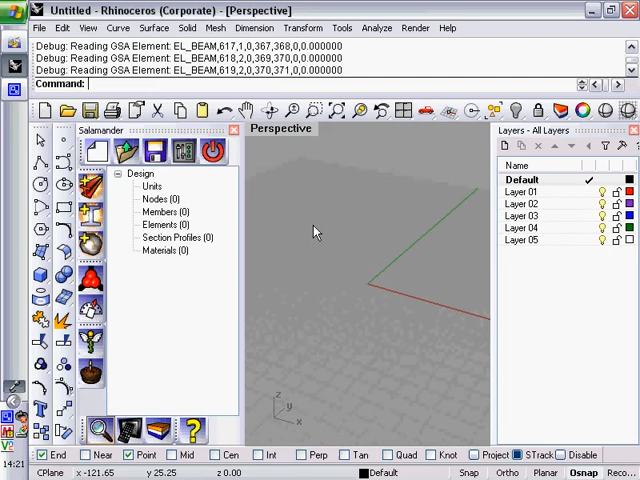 Untitled - Rhinoceros (Corporate) - [Perspective]
File Edit View Curve Surface Solid Mesh Dimension Transform Tools Analyze Render Help
Debug: Reading GSA Element: EL_BEAM,617,1,0,367,368,0,0.000000
Debug: Reading GSA Element: EL_BEAM,618,2,0,369,370,0,0.000000
Debug: Reading GSA Element: EL_BEAM,619,2,0,370,371,0,0.000000
Command:
Salamander
Design
Units
Nodes (0)
Members (0)
Elements (0)
Section Profiles (0)
Materials (0)
Perspective
z
y
x
Layers - All Layers
Name
Default
Layer 01
Layer 02
Layer 03
Layer 04
Layer 05
End Near Point Mid Cen Int Perp Tan Quad Knot Project STrack Disable
CPlane x -121.65 y 25.25 z 0.00 Default Snap Ortho Planar Osnap Reco...
14:21